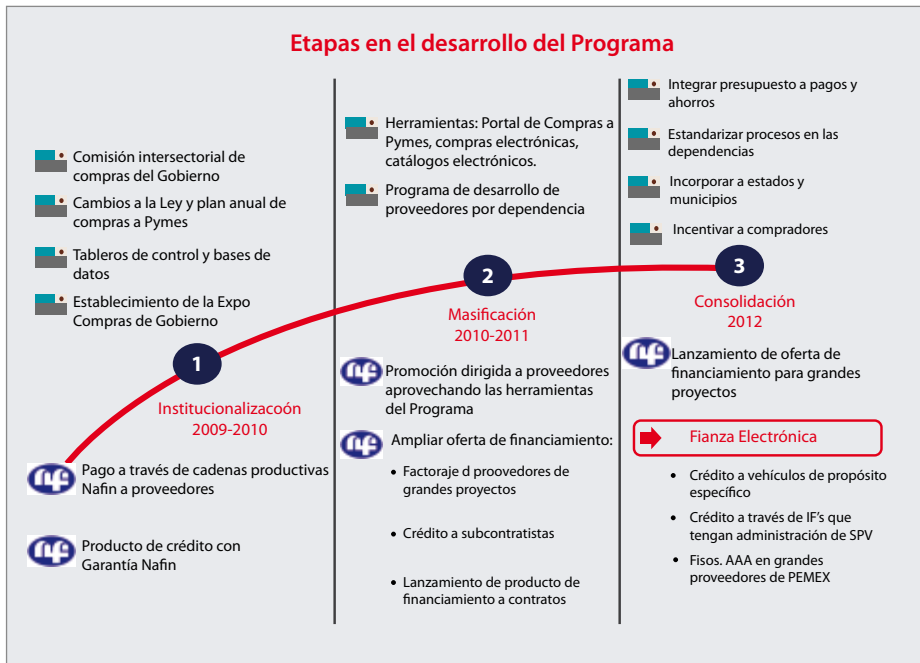 Etapas en el desarrollo del Programa
Comisión intersectorial de
compras del Gobierno
Cambios a la Ley y plan anual de
compras a Pymes
Tableros de control y bases de
datos
Establecimiento de la Expo
Compras de Gobierno
1
Institucionalizacoón
2009-2010
Pago a través de cadenas productivas
Nafin a proveedores
Producto de crédito con
Garantía Nafin
Herramientas: Portal de Compras a
Pymes, compras electrónicas,
catálogos electrónicos.
Programa de desarrollo de
proveedores por dependencia
2
Masificación
2010-2011
Promoción dirigida a proveedores
aprovechando las herramientas
del Programa
Ampliar oferta de financiamiento:
• Factoraje d proovedores de
grandes proyectos
• Crédito a subcontratistas
• Lanzamiento de producto de
financiamiento a contratos
Integrar presupuesto a pagos y
ahorros
Estandarizar procesos en las
dependencias
Incorporar a estados y
municipios
Incentivar a compradores
3
Consolidación
2012
Lanzamiento de oferta de
financiamiento para grandes
proyectos
Fianza Electrónica
• Crédito a vehículos de propósito
específico
• Crédito a través de IF's que
tengan administración de SPV
• Fisos. AAA en grandes
proveedores de PEMEX